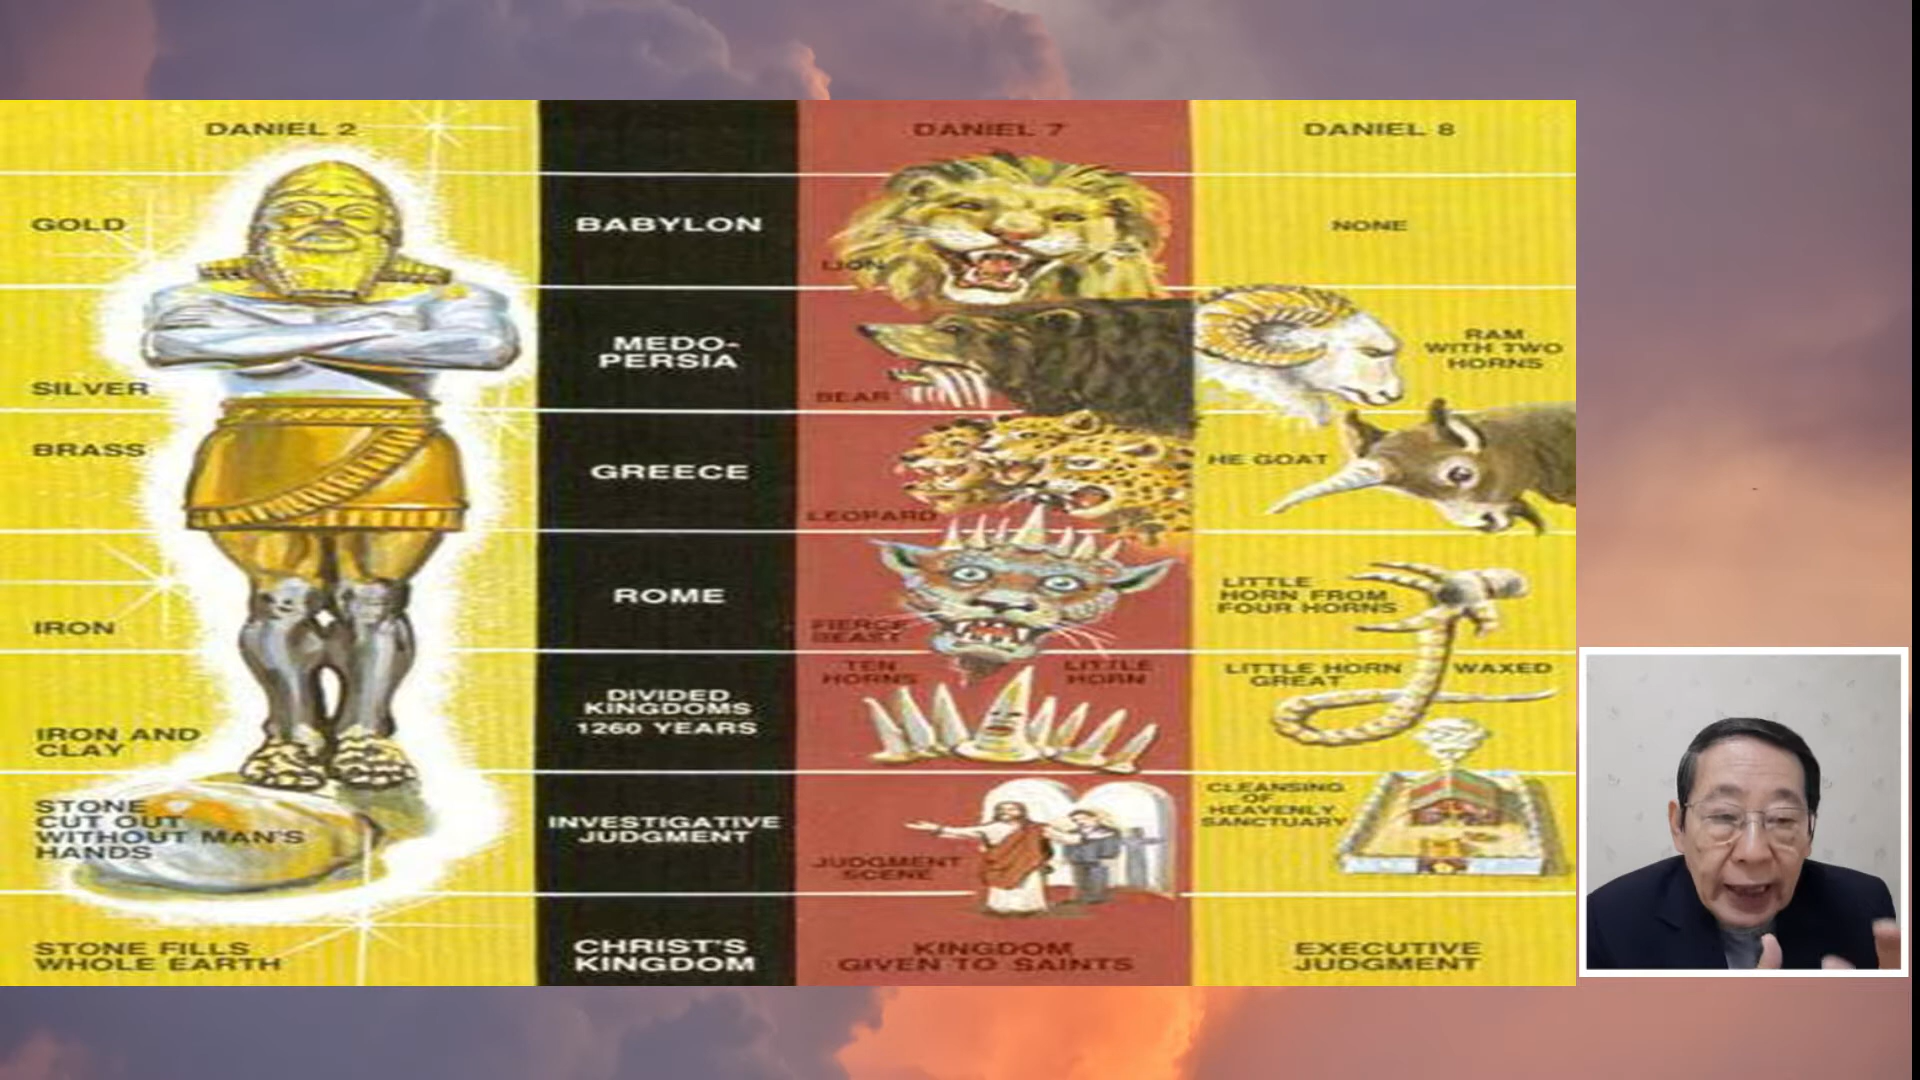 DANIEL 2
DANIEL 7
DANIEL 8
GOLD
BABYLON
LION
NONE
SILVER
MEDO-
PERSIA
BEAR
RAM
WITH TWO
HORNS
BRASS
GREECE
LEOPARD
HE GOAT
IRON
ROME
FIERCE
BEAST
LITTLE
HORN FROM
FOUR HORNS
IRON AND
CLAY
DIVIDED
KINGDOMS
1260 YEARS
TEN
HORNS
LITTLE
HORN
LITTLE HORN WAXED
GREAT
STONE
CUT OUT
WITHOUT MAN'S
HANDS
INVESTIGATIVE
JUDGMENT
JUDGMENT
SCENE
CLEANSING
OF
HEAVENLY
SANCTUARY
STONE FILLS
WHOLE EARTH
CHRIST'S
KINGDOM
KINGDOM
GIVEN TO SAINTS
EXECUTIVE
JUDGMENT